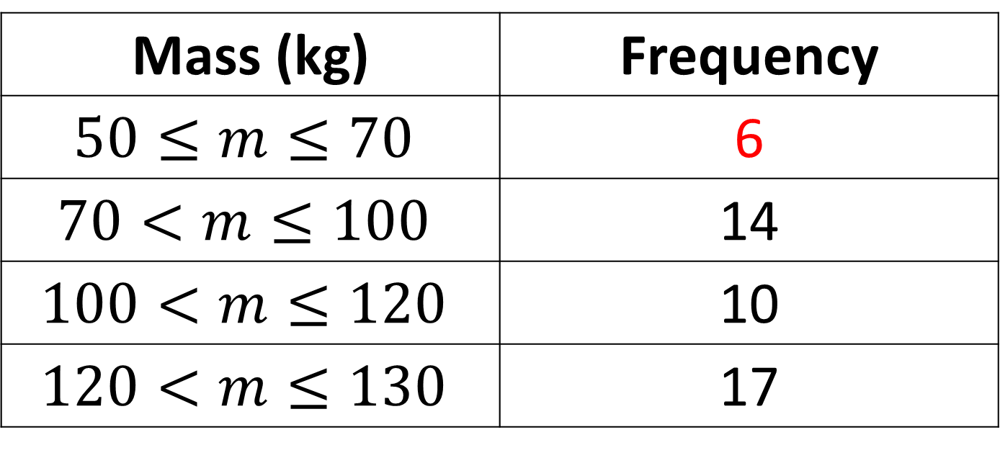 Mass (kg) Frequency
50 ≤ m ≤ 70 6
70 < m ≤ 100 14
100 < m ≤ 120 10
120 < m ≤ 130 17